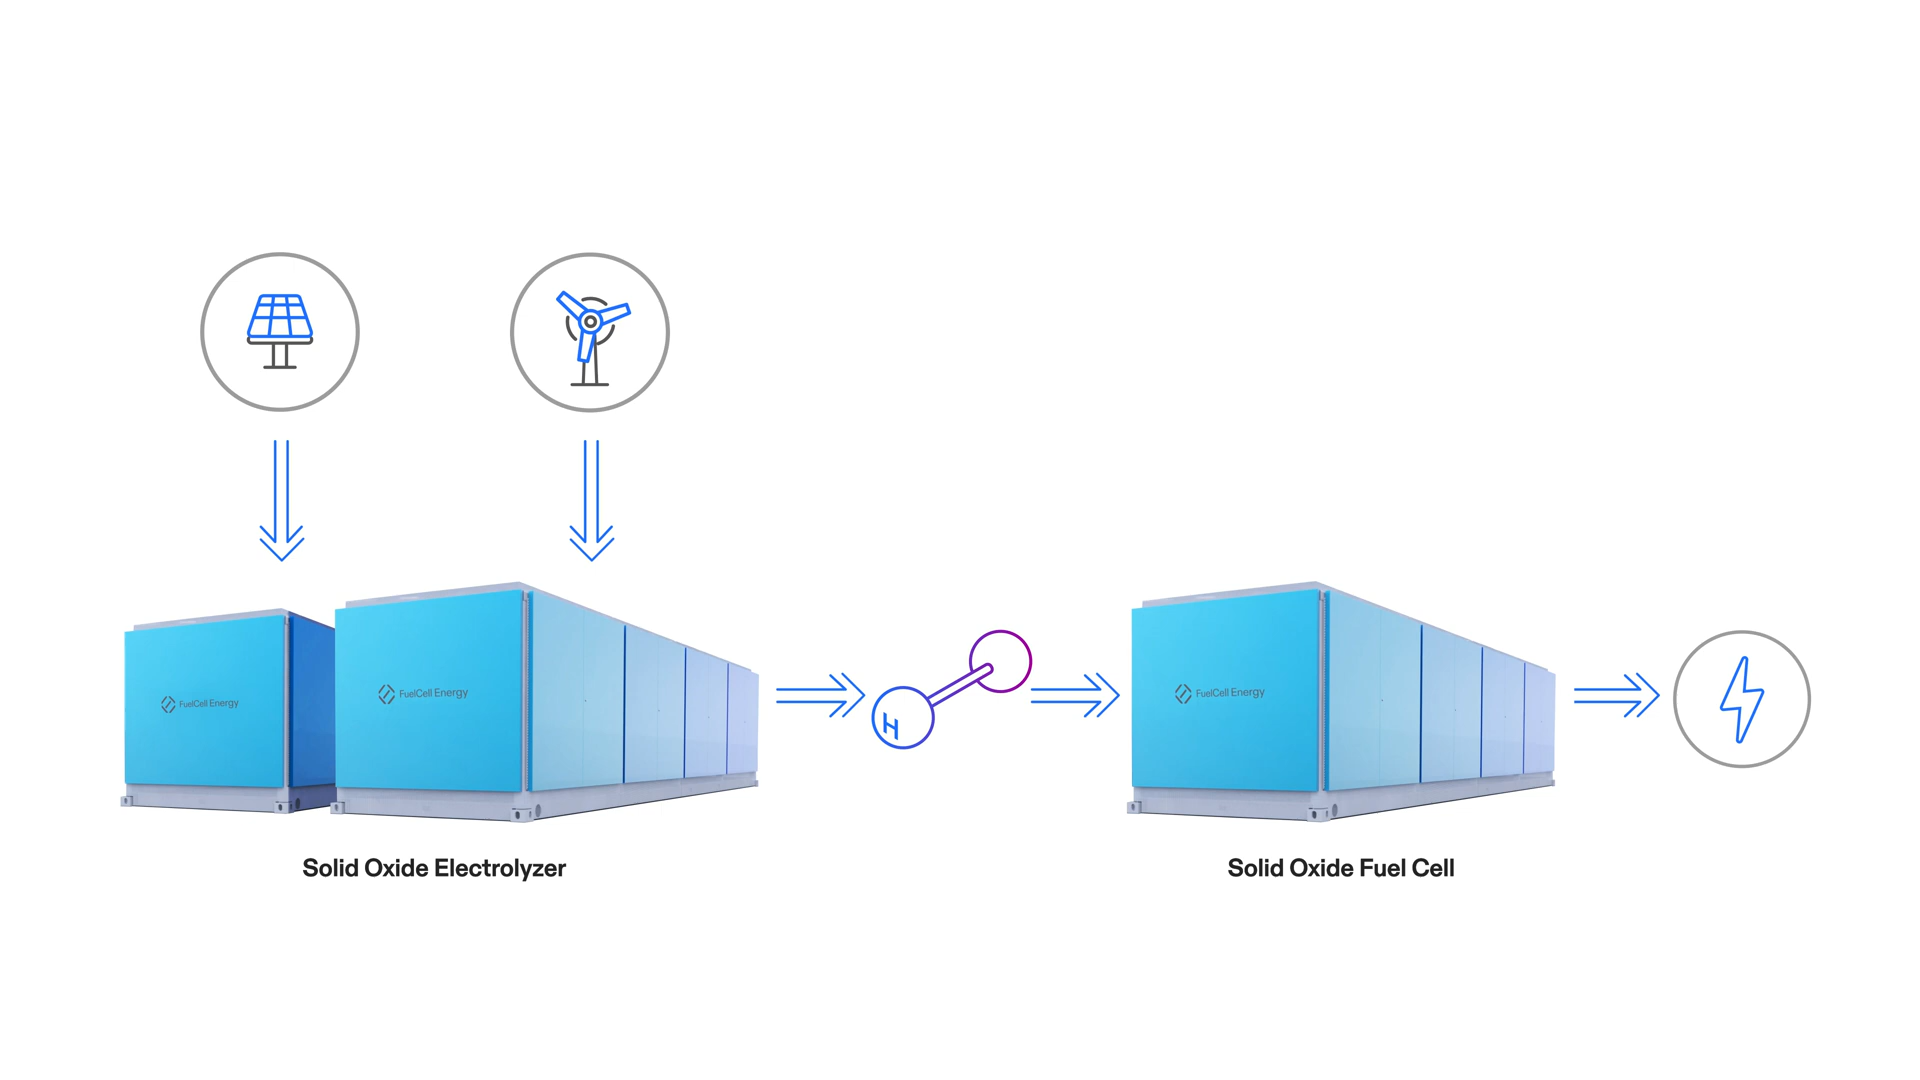 FuelCell Energy
FuelCell Energy
H
FuelCell Energy
Solid Oxide Electrolyzer
Solid Oxide Fuel Cell